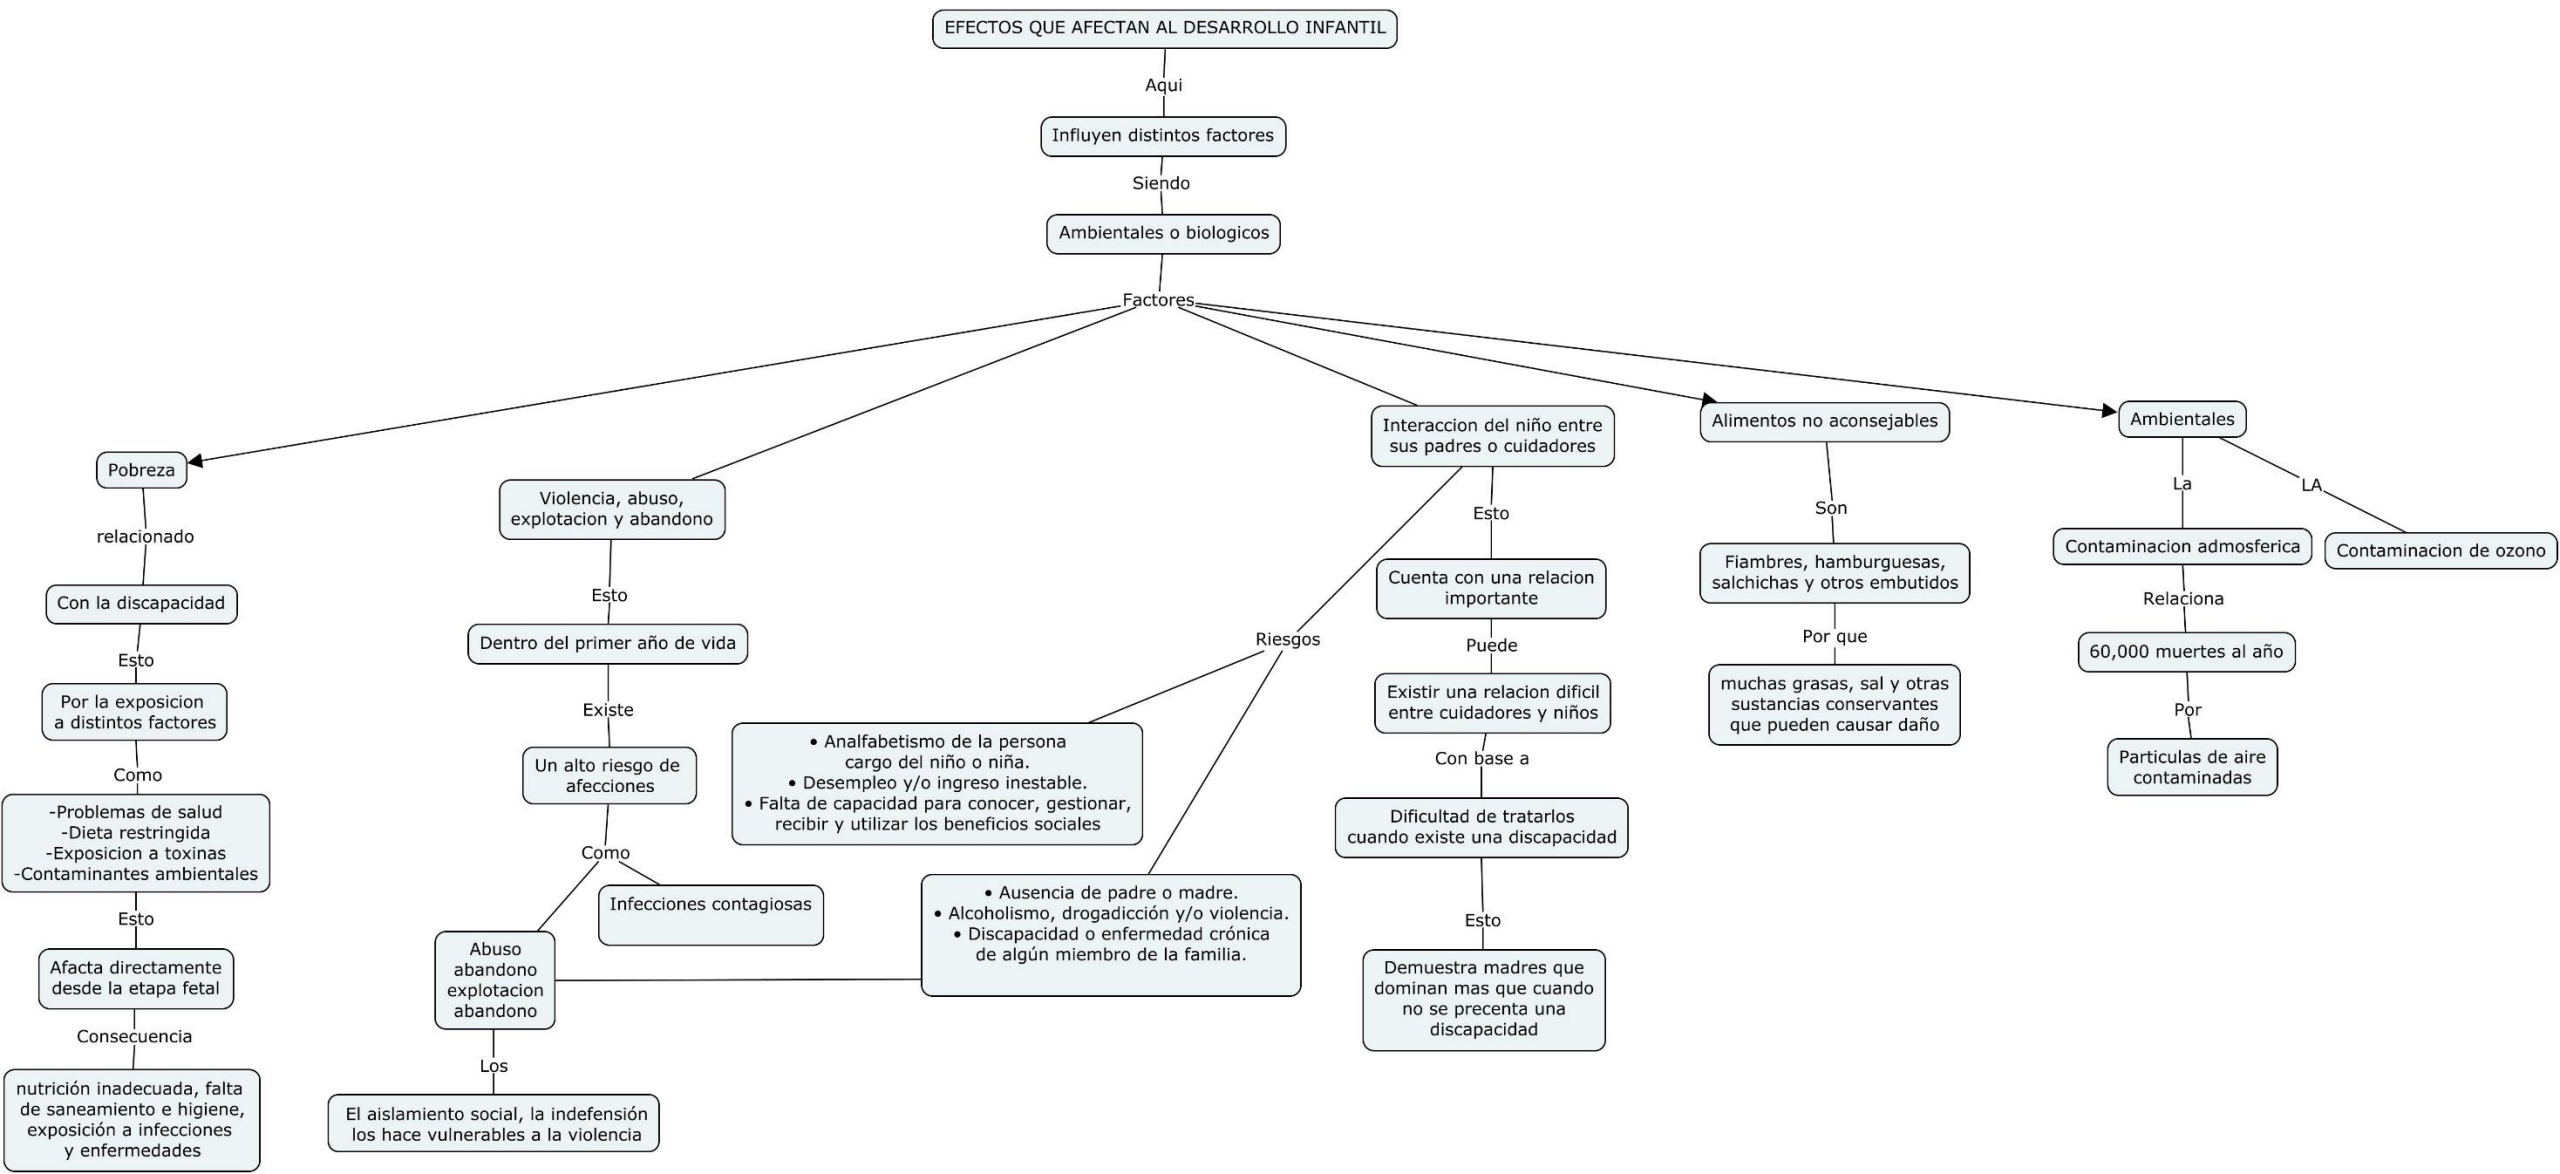 EFECTOS QUE AFECTAN AL DESARROLLO INFANTIL
Aqui
Influyen distintos factores
Siendo
Ambientales o biologicos
Factores
Pobreza
relacionado
Con la discapacidad
Esto
Por la exposicion
a distintos factores
Como
-Problemas de salud
-Dieta restringida
-Exposicion a toxinas
-Contaminantes ambientales
Esto
Afacta directamente
desde la etapa fetal
Consecuencia
nutrición inadecuada, falta
de saneamiento e higiene,
exposición a infecciones
y enfermedades
Violencia, abuso,
explotacion y abandono
Esto
Dentro del primer año de vida
Existe
Un alto riesgo de
afecciones
Como
Infecciones contagiosas
Abuso
abandono
explotacion
abandono
Los
El aislamiento social, la indefensión
los hace vulnerables a la violencia
Interaccion del niño entre
sus padres o cuidadores
Riesgos
• Analfabetismo de la persona
cargo del niño o niña.
• Desempleo y/o ingreso inestable.
• Falta de capacidad para conocer, gestionar,
recibir y utilizar los beneficios sociales
• Ausencia de padre o madre.
• Alcoholismo, drogadicción y/o violencia.
• Discapacidad o enfermedad crónica
de algún miembro de la familia.
Esto
Cuenta con una relacion
importante
Puede
Existir una relacion dificil
entre cuidadores y niños
Con base a
Dificultad de tratarlos
cuando existe una discapacidad
Esto
Demuestra madres que
dominan mas que cuando
no se precenta una
discapacidad
Alimentos no aconsejables
Son
Fiambres, hamburguesas,
salchichas y otros embutidos
Por que
muchas grasas, sal y otras
sustancias conservantes
que pueden causar daño
Ambientales
La
Contaminacion admosferica
Relaciona
60,000 muertes al año
Por
Particulas de aire
contaminadas
LA
Contaminacion de ozono